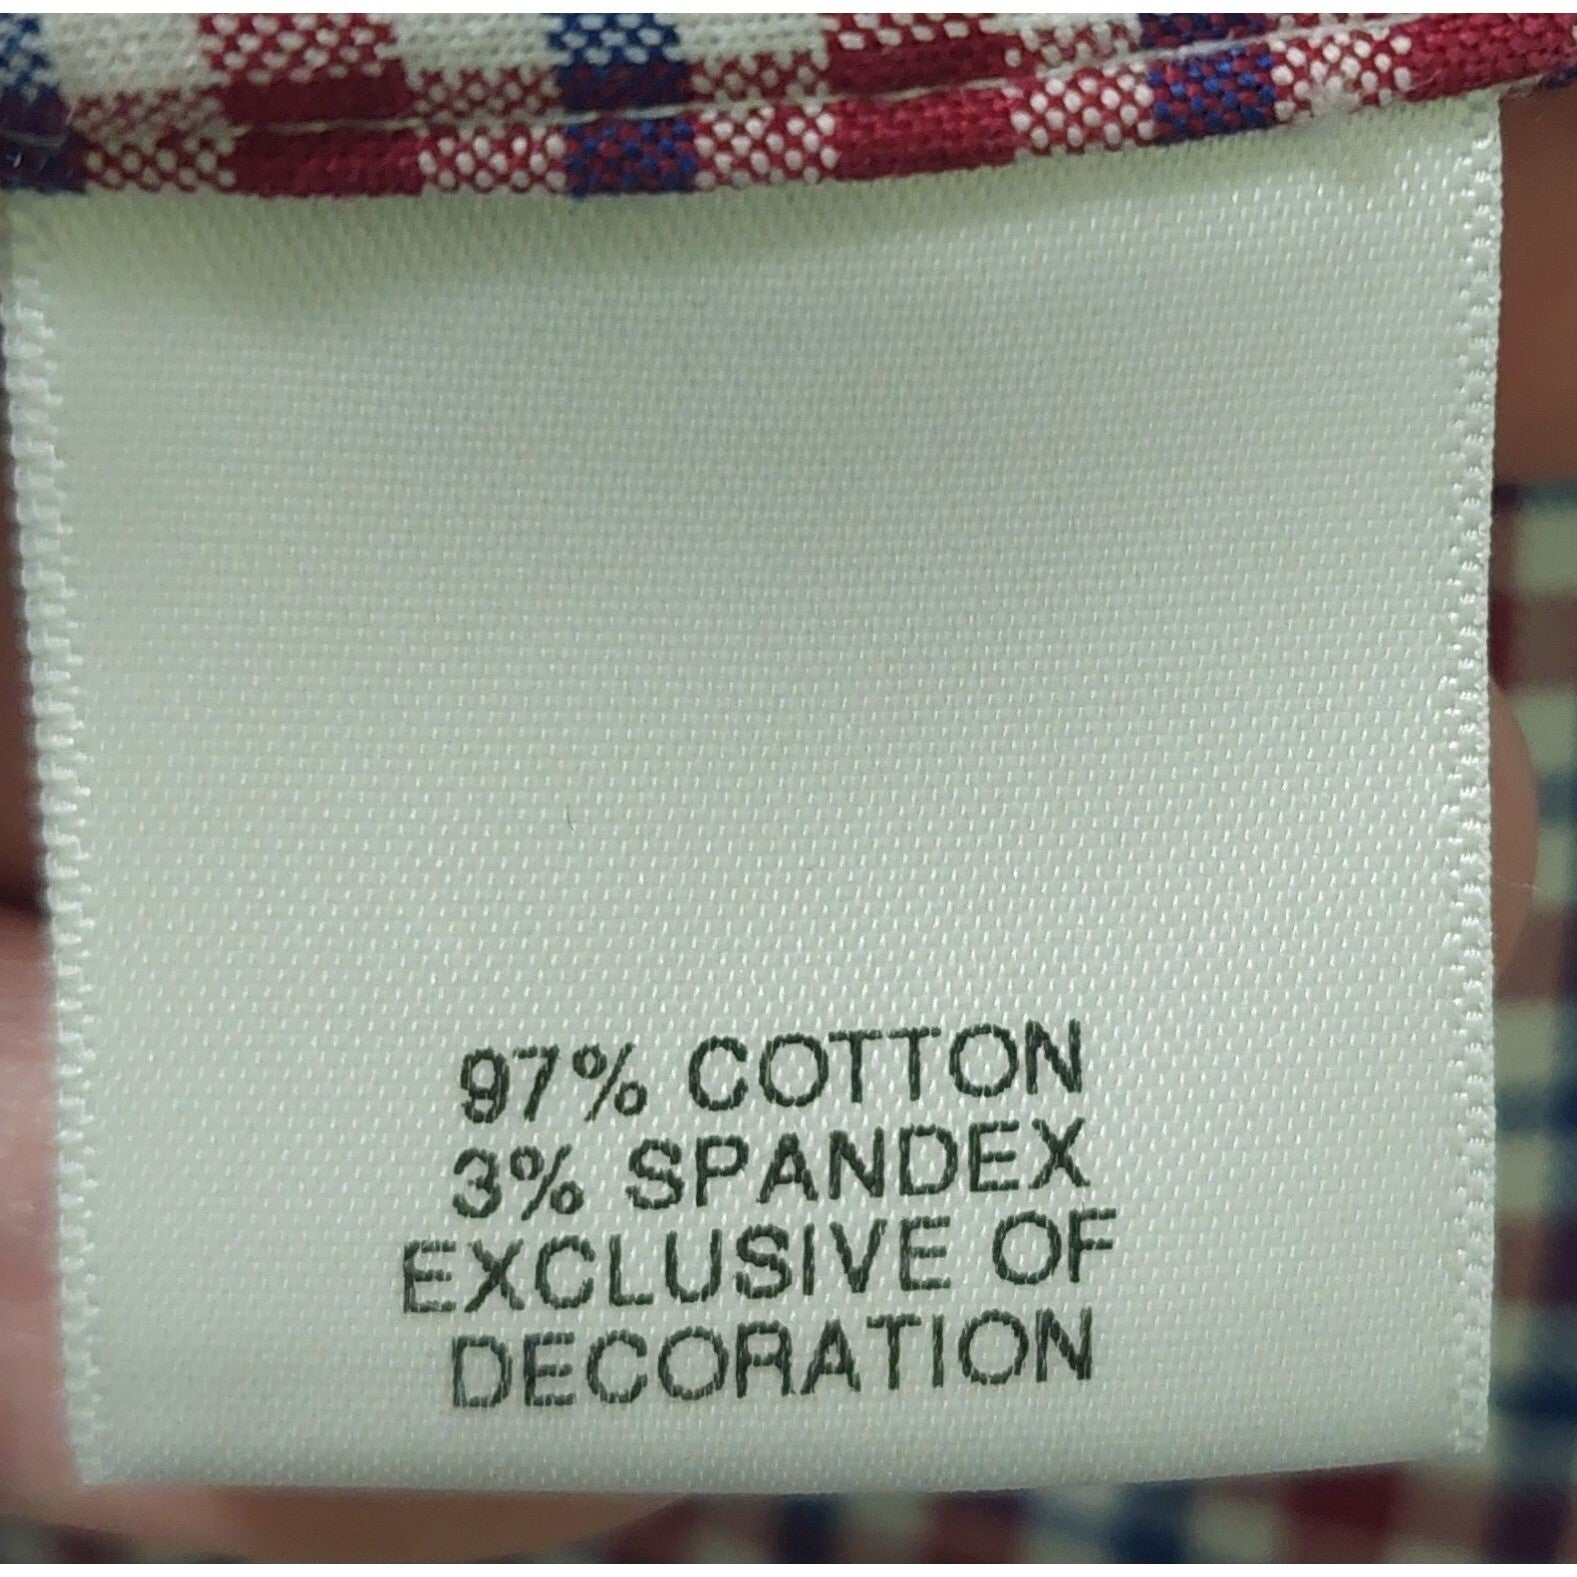 97% COTTON
3% SPANDEX
EXCLUSIVE OF
DECORATION